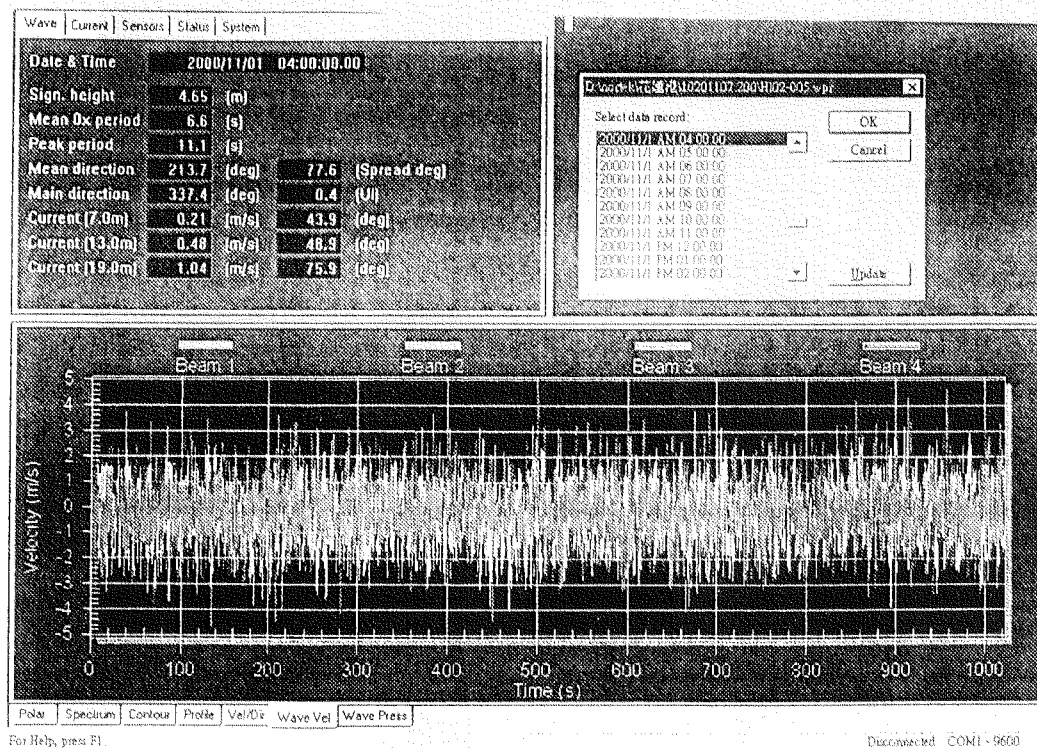 Wave Current Sensors Status System
Date & Time 2000/11/01 04:00:00.00
Sign. height 4.65 (m)
Mean 0x period 6.6 (s)
Peak period 11.1 (s)
Mean direction 213.7 (deg) 77.6 (Spread deg)
Main direction 337.4 (deg) 0.4 (UI)
Current (7.0m) 0.21 (m/s) 43.9 (deg)
Current (13.0m) 0.48 (m/s) 48.9 (deg)
Current (19.0m) 1.04 (m/s) 75.9 (deg)
Select data record:
2000/11/1 AM 04:00:00
2000/11/1 AM 05:00:00
2000/11/1 AM 06:00:00
2000/11/1 AM 07:00:00
2000/11/1 AM 08:00:00
2000/11/1 AM 09:00:00
2000/11/1 AM 10:00:00
2000/11/1 AM 11:00:00
2000/11/1 PM 12:00:00
2000/11/1 PM 01:00:00
2000/11/1 PM 02:00:00
OK
Cancel
Update
Beam 1 Beam 2 Beam 3 Beam 4
Velocity (m/s)
5
4
3
2
1
0
-1
-2
-3
-4
-5
0 100 200 300 400 500 600 700 800 900 1000
Time (s)
Polar Spectrum Contour Profile Vel/Dir Wave Vel Wave Press
For Help, press F1
Disconnected COM1 - 9600